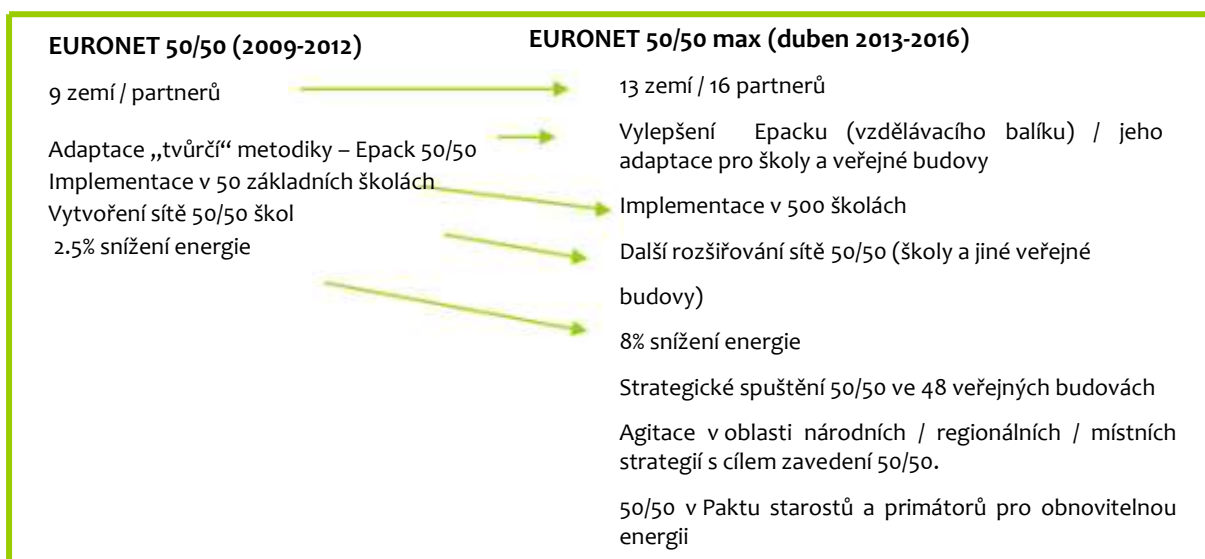 EURONET 50/50 (2009-2012)
9 zemí / partnerů
Adaptace „tvůrčí“ metodiky – Epack 50/50
Implementace v 50 základních školách
Vytvoření sítě 50/50 škol
2.5% snížení energie
EURONET 50/50 max (duben 2013-2016)
13 zemí / 16 partnerů
Vylepšení Epacku (vzdělávacího balíku) / jeho
adaptace pro školy a veřejné budovy
Implementace v 500 školách
Další rozšiřování sítě 50/50 (školy a jiné veřejné
budovy)
8% snížení energie
Strategické spuštění 50/50 ve 48 veřejných budovách
Agitace v oblasti národních / regionálních / místních
strategií s cílem zavedení 50/50.
50/50 v Paktu starostů a primátorů pro obnovitelnou
energii